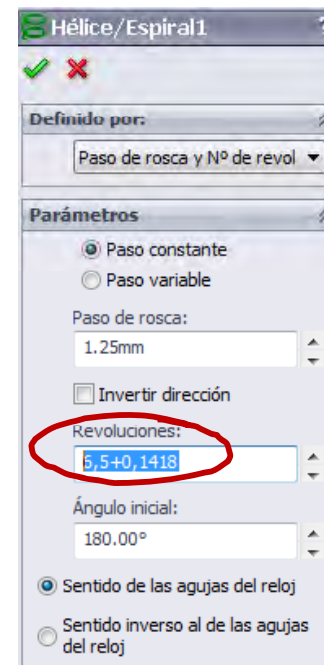 Hélice/Espiral1
Definido por:
Paso de rosca y Nº de revol
Parámetros
Paso constante
Paso variable
Paso de rosca:
1.25mm
Invertir dirección
Revoluciones:
6,5+0,1418
Ángulo inicial:
180.00°
Sentido de las agujas del reloj
Sentido inverso al de las agujas
del reloj